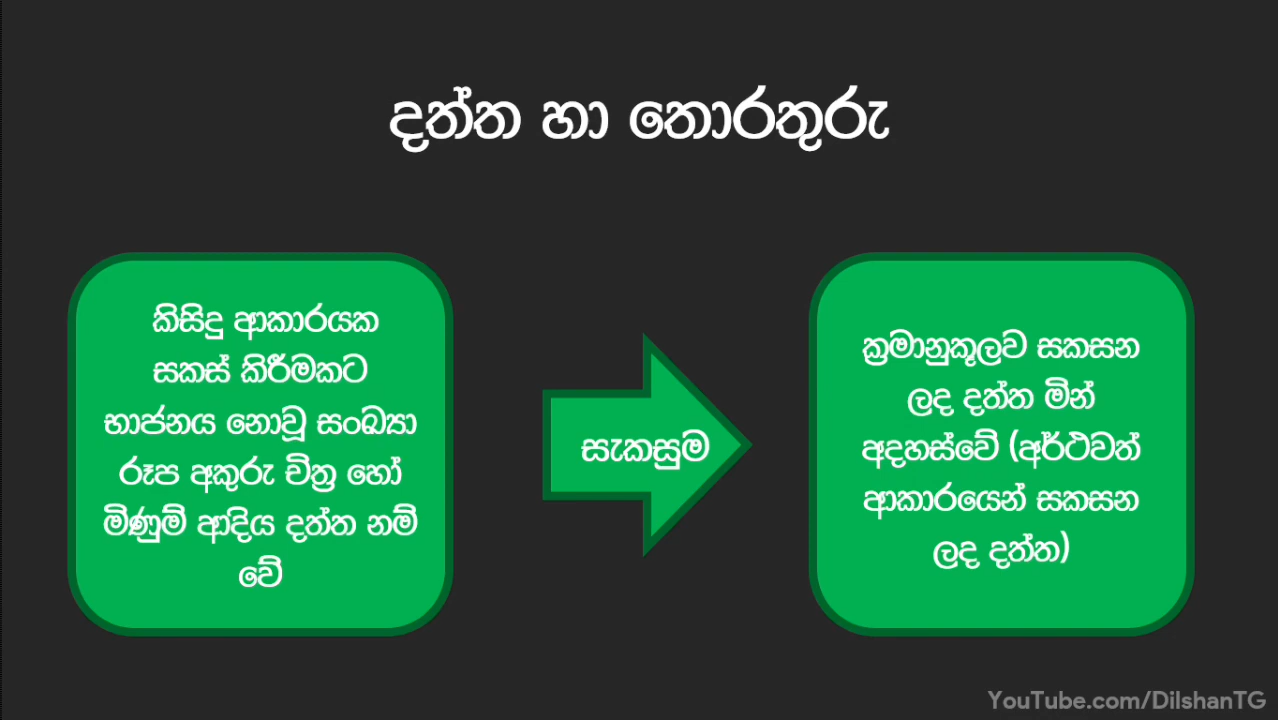 දත්ත හා තොරතුරු
කිසිදු ආකාරයක
සකස් කිරීමකට
භාජනය නොවූ සංඛ්‍යා
රූප අකුරු චිත්‍ර හෝ
මිණුම් ආදිය දත්ත නම්
වේ
සැකසුම
ක්‍රමානුකූලව සකසන
ලද දත්ත මින්
අදහස්වේ (අර්ථවත්
ආකාරයෙන් සකසන
ලද දත්ත)
YouTube.com/DilshanTG